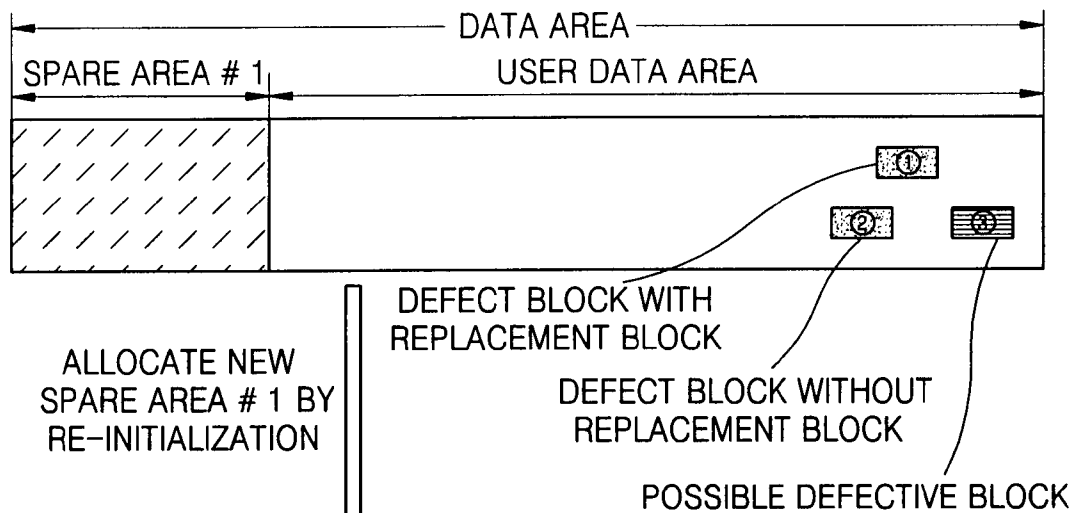 DATA AREA
SPARE AREA # 1
USER DATA AREA
①
②
③
DEFECT BLOCK WITH
REPLACEMENT BLOCK
ALLOCATE NEW
SPARE AREA # 1 BY
RE-INITIALIZATION
DEFECT BLOCK WITHOUT
REPLACEMENT BLOCK
POSSIBLE DEFECTIVE BLOCK